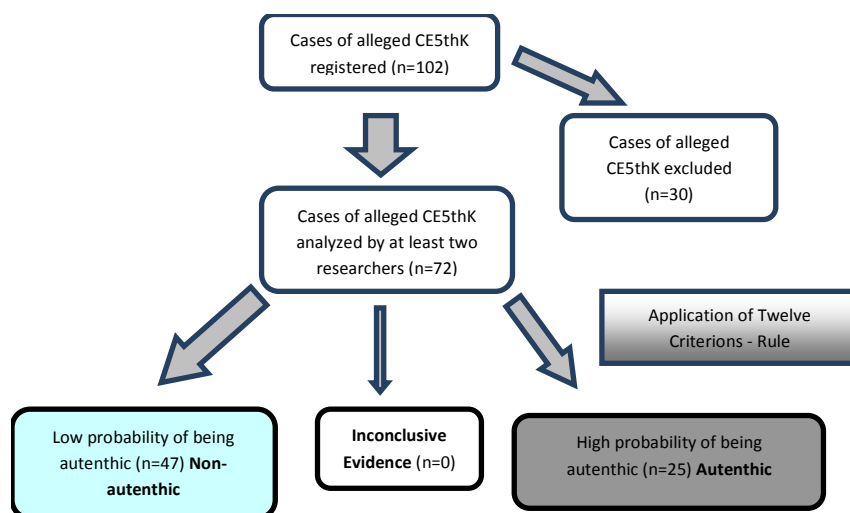 Cases of alleged CE5thK
registered (n=102)
Cases of alleged
CE5thK excluded
(n=30)
Cases of alleged CE5thK
analyzed by at least two
researchers (n=72)
Application of Twelve
Criterions - Rule
Low probability of being
autenthic (n=47) Non-
autenthic
Inconclusive
Evidence (n=0)
High probability of being
autenthic (n=25) Autenthic